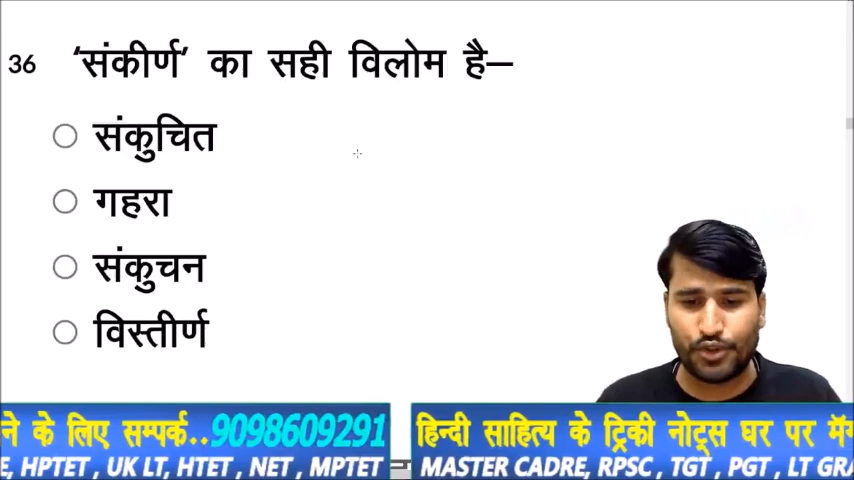 36 ‘संकीर्ण’ का सही विलोम है–
संकुचित
गहरा
संकुचन
विस्तीर्ण
ने के लिए सम्पर्क..9098609291
हिन्दी साहित्य के ट्रिकी नोट्स घर पर
E, HPTET , UK LT, HTET , NET , MPTET
MASTER CADRE, RPSC , TGT , PGT , LT GRA